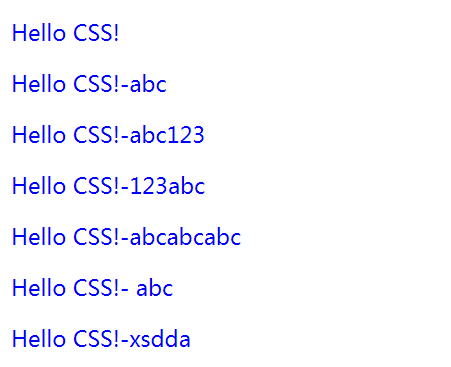 Hello CSS!
Hello CSS!-abc
Hello CSS!-abc123
Hello CSS!-123abc
Hello CSS!-abcabcabc
Hello CSS!- abc
Hello CSS!-xsdda